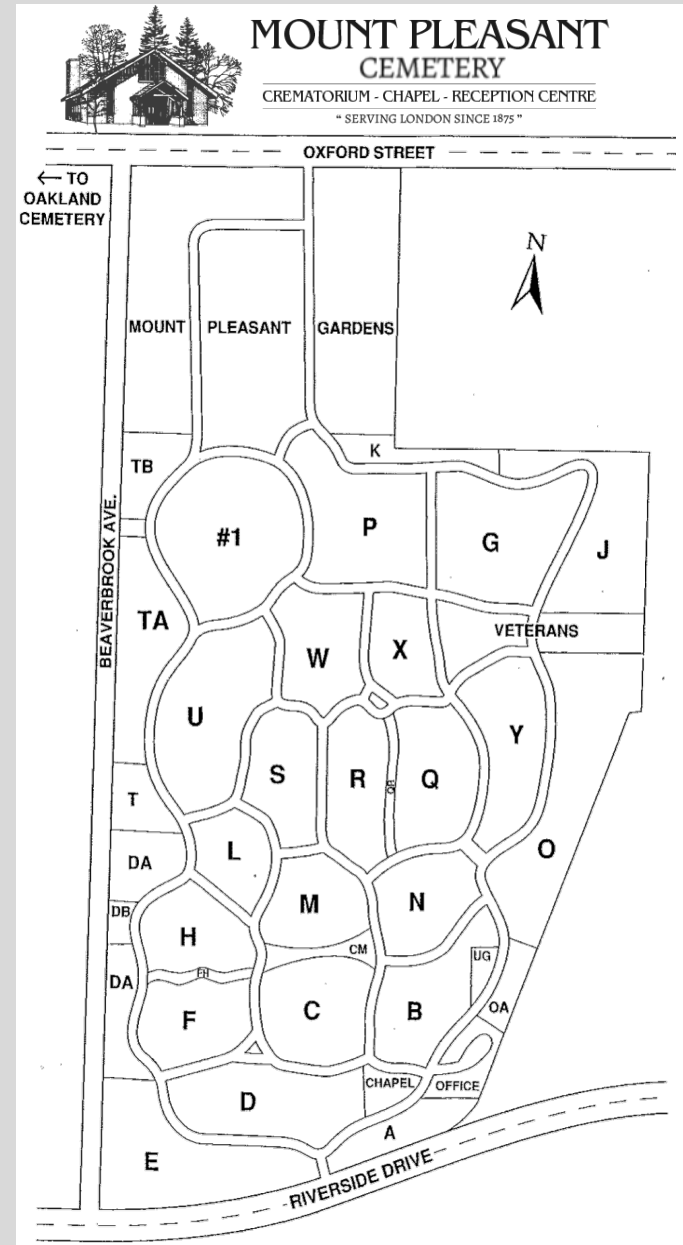 MOUNT PLEASANT
CEMETERY
CREMATORIUM - CHAPEL - RECEPTION CENTRE
" SERVING LONDON SINCE 1875 "
OXFORD STREET
← TO
OAKLAND
CEMETERY
N
MOUNT PLEASANT GARDENS
BEAVERBROOK AVE.
TB
K
#1
P
G
J
TA
VETERANS
W
X
U
Y
S
R
QR
Q
T
L
O
DA
M
N
DB
H
CM
UG
DA
FH
F
C
B
OA
D
CHAPEL
OFFICE
A
E
RIVERSIDE DRIVE